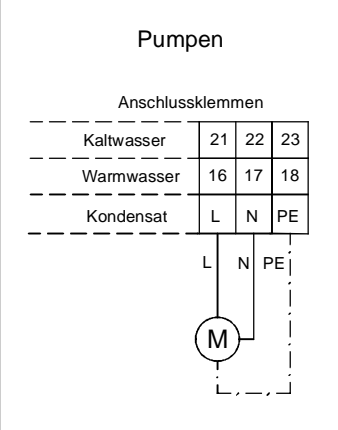 Pumpen
Anschlussklemmen
Kaltwasser 21 22 23
Warmwasser 16 17 18
Kondensat L N PE
L N PE
M